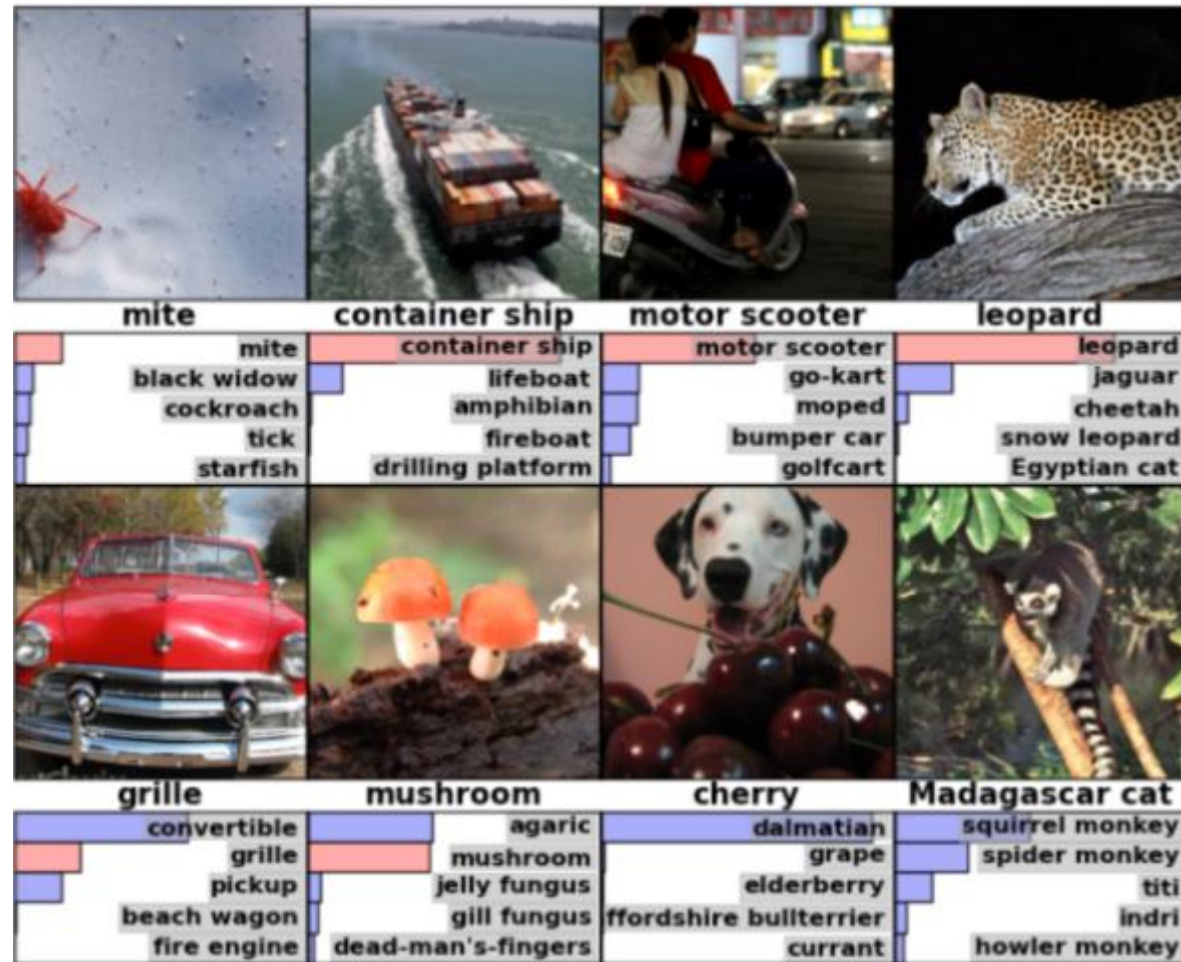 mite
container ship
motor scooter
leopard
mite
black widow
cockroach
tick
starfish
container ship
lifeboat
amphibian
fireboat
drilling platform
motor scooter
go-kart
moped
bumper car
golfcart
leopard
jaguar
cheetah
snow leopard
Egyptian cat
grille
mushroom
cherry
Madagascar cat
convertible
grille
pickup
beach wagon
fire engine
agaric
mushroom
jelly fungus
gill fungus
dead-man's-fingers
dalmatian
grape
elderberry
ffordshire bullterrier
currant
squirrel monkey
spider monkey
titi
indri
howler monkey